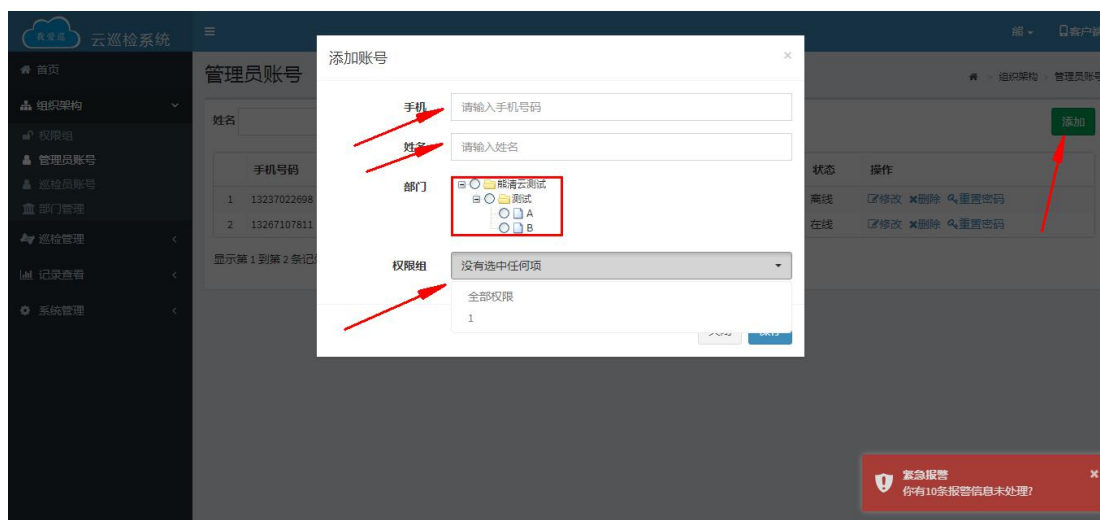 真爱道 云巡检系统
邮
客户端
首页
管理员账号
组织架构
管理员账号
添加账号
×
组织架构
权限组
管理员账号
巡检员账号
部门管理
巡检管理
记录查看
系统管理
姓名
添加
手机
请输入手机号码
姓名
请输入姓名
部门
熊清云测试
测试
A
B
权限组
没有选中任何项
全部权限
1
手机号码
状态
操作
1 13237022698 离线 修改 删除 重置密码
2 13267107811 在线 修改 删除 重置密码
显示第 1 到第 2 条记
紧急报警
×
你有10条报警信息未处理?